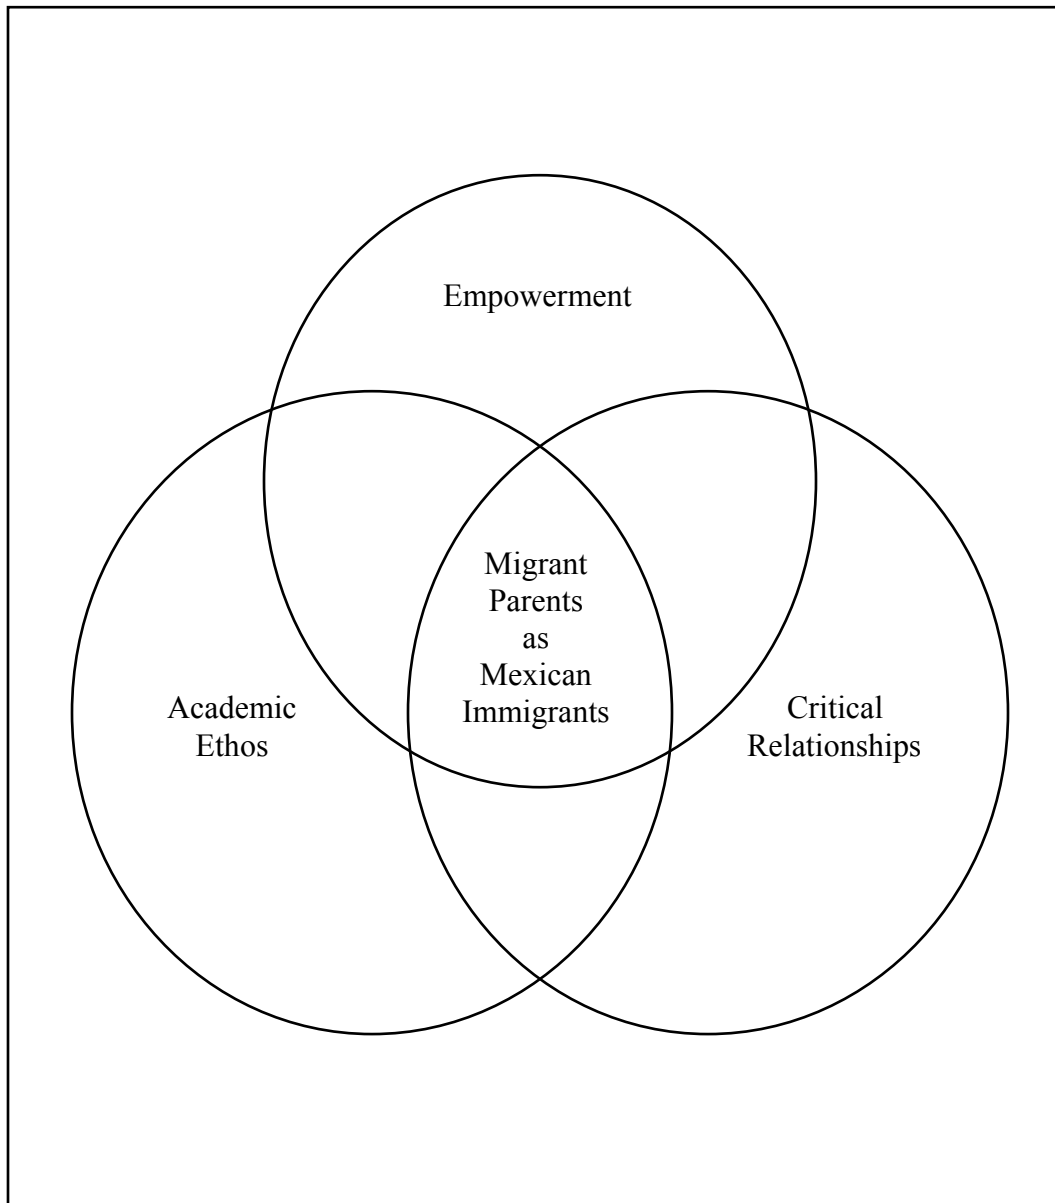 Empowerment
Migrant
Parents
as
Mexican
Immigrants
Academic
Ethos
Critical
Relationships